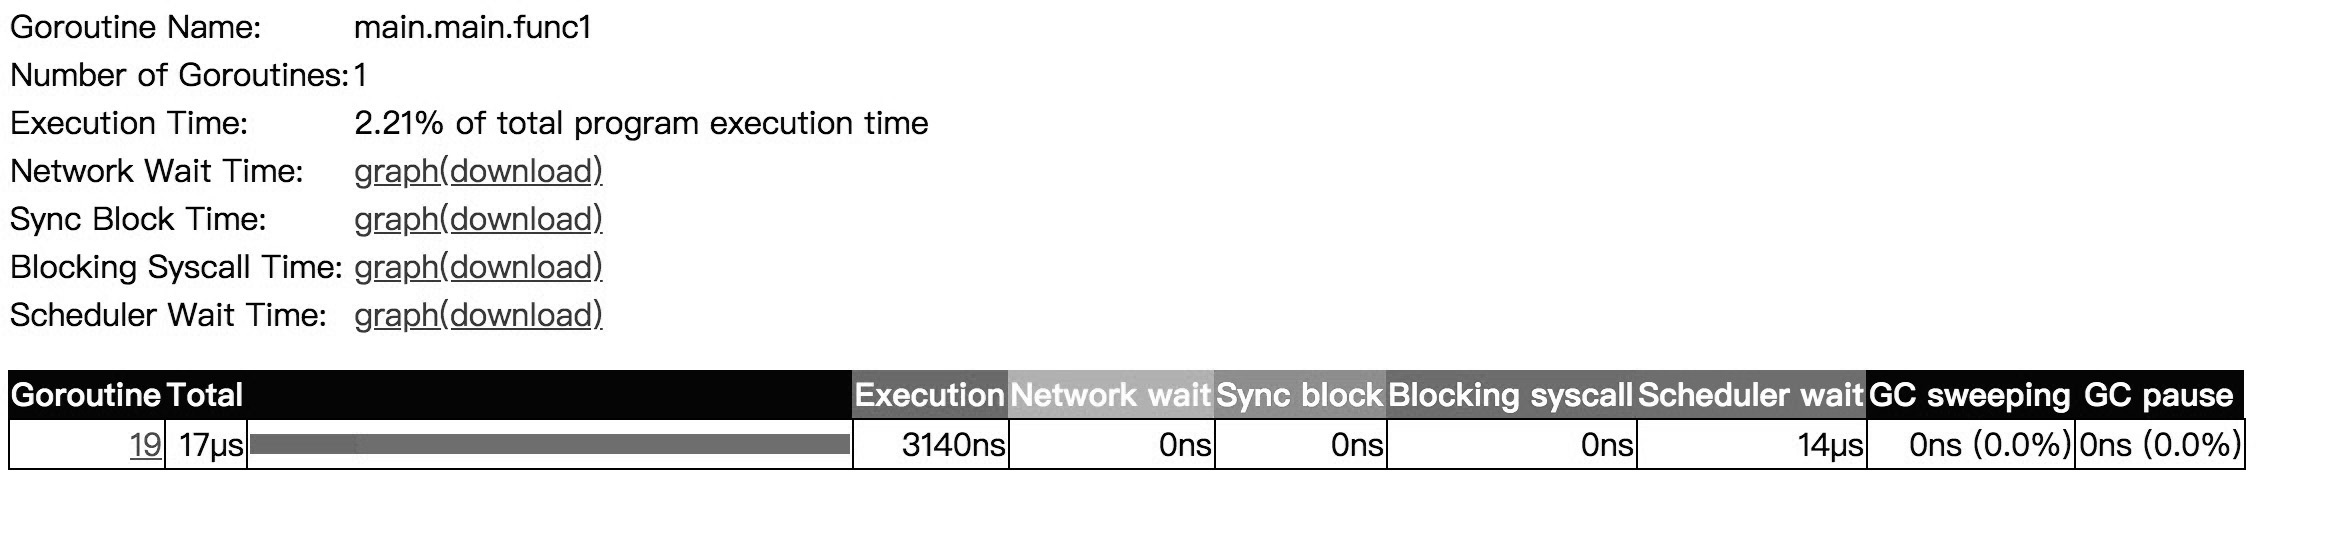 Goroutine Name: main.main.func1
Number of Goroutines: 1
Execution Time: 2.21% of total program execution time
Network Wait Time: graph(download)
Sync Block Time: graph(download)
Blocking Syscall Time: graph(download)
Scheduler Wait Time: graph(download)
Goroutine Total Execution Network wait Sync block Blocking syscall Scheduler wait GC sweeping GC pause
19 17µs 3140ns 0ns 0ns 0ns 14µs 0ns (0.0%) 0ns (0.0%)